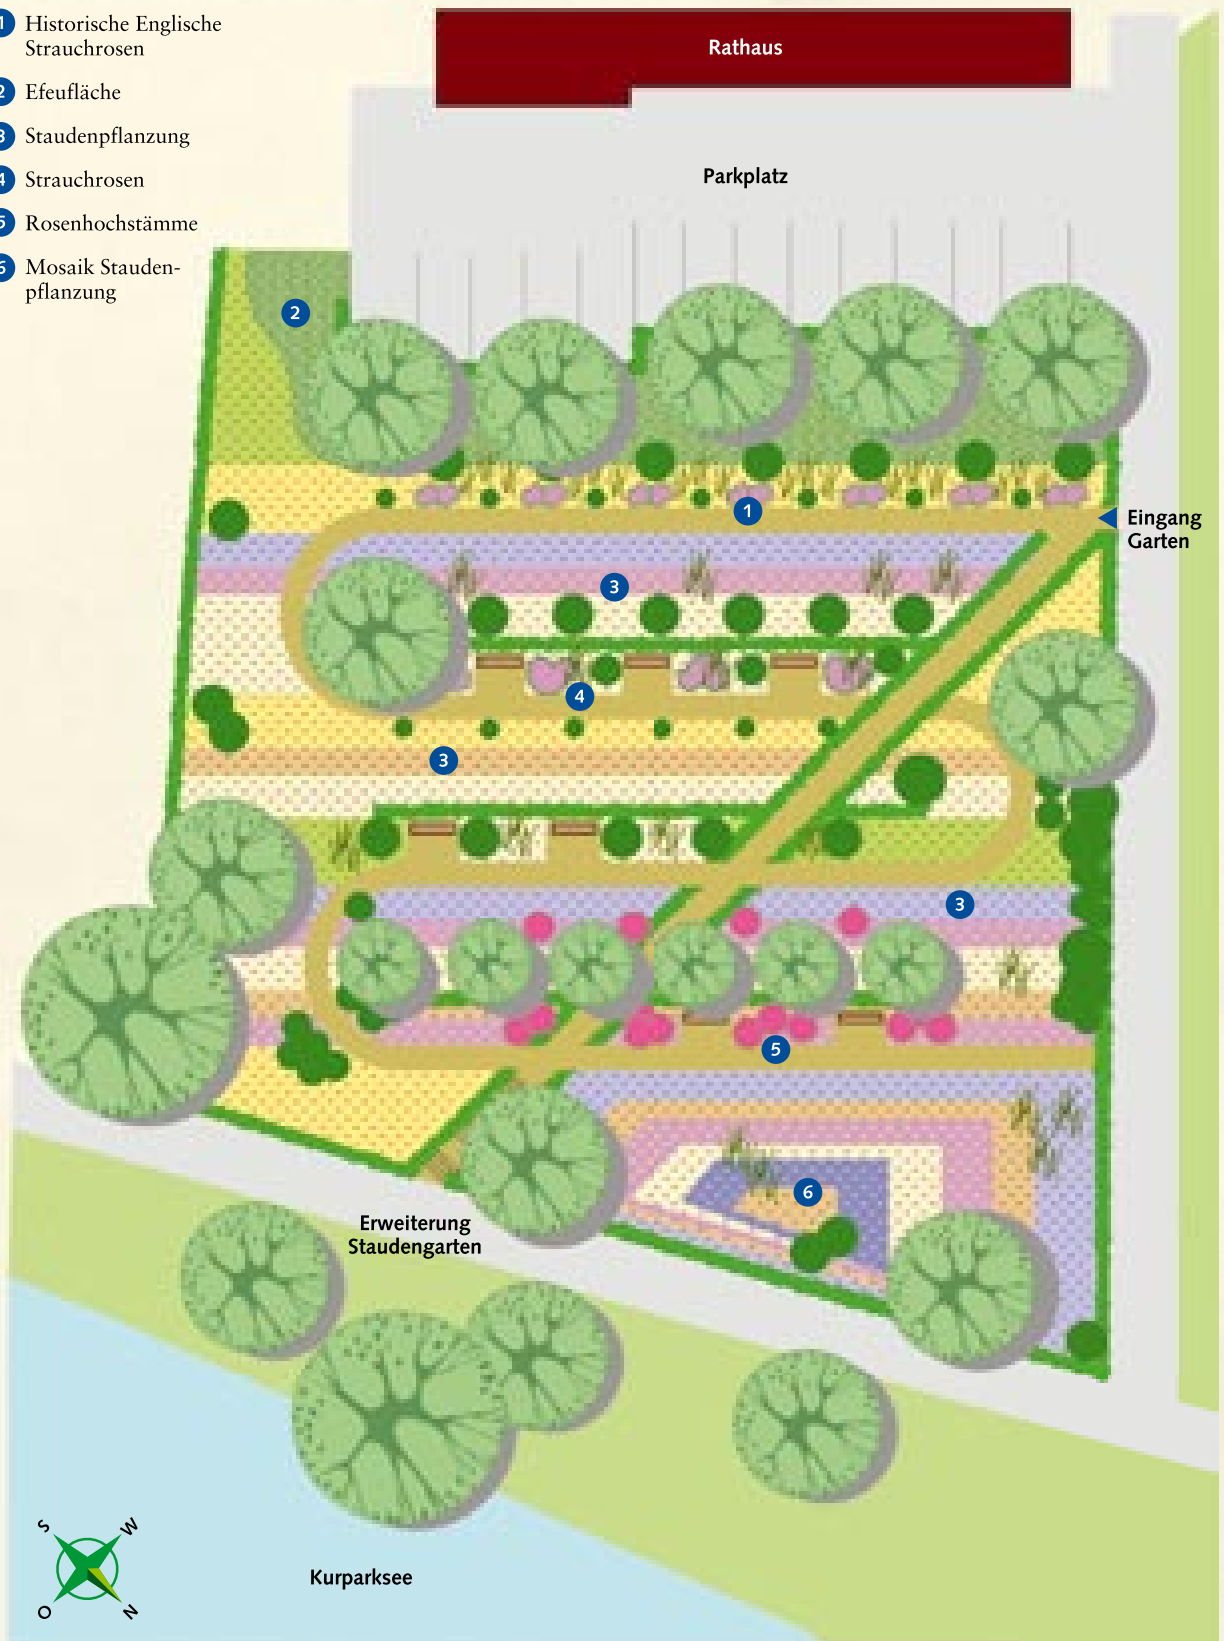 1 Historische Englische
Strauchrosen
2 Efeufläche
3 Staudenpflanzung
4 Strauchrosen
5 Rosenhochstämme
6 Mosaik Stauden-
pflanzung
Rathaus
Parkplatz
2
1
Eingang
Garten
3
4
3
3
5
6
Erweiterung
Staudengarten
Kurparksee
S
W
O
N